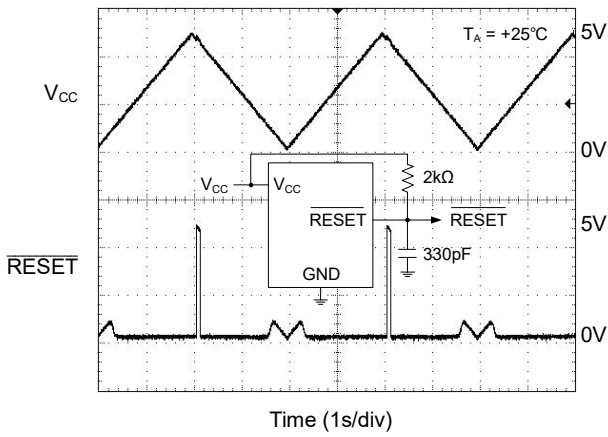 T_A = +25°C
5V
V_CC
0V
V_CC
V_CC
2kΩ
RESET
RESET
5V
RESET
330pF
GND
0V
Time (1s/div)